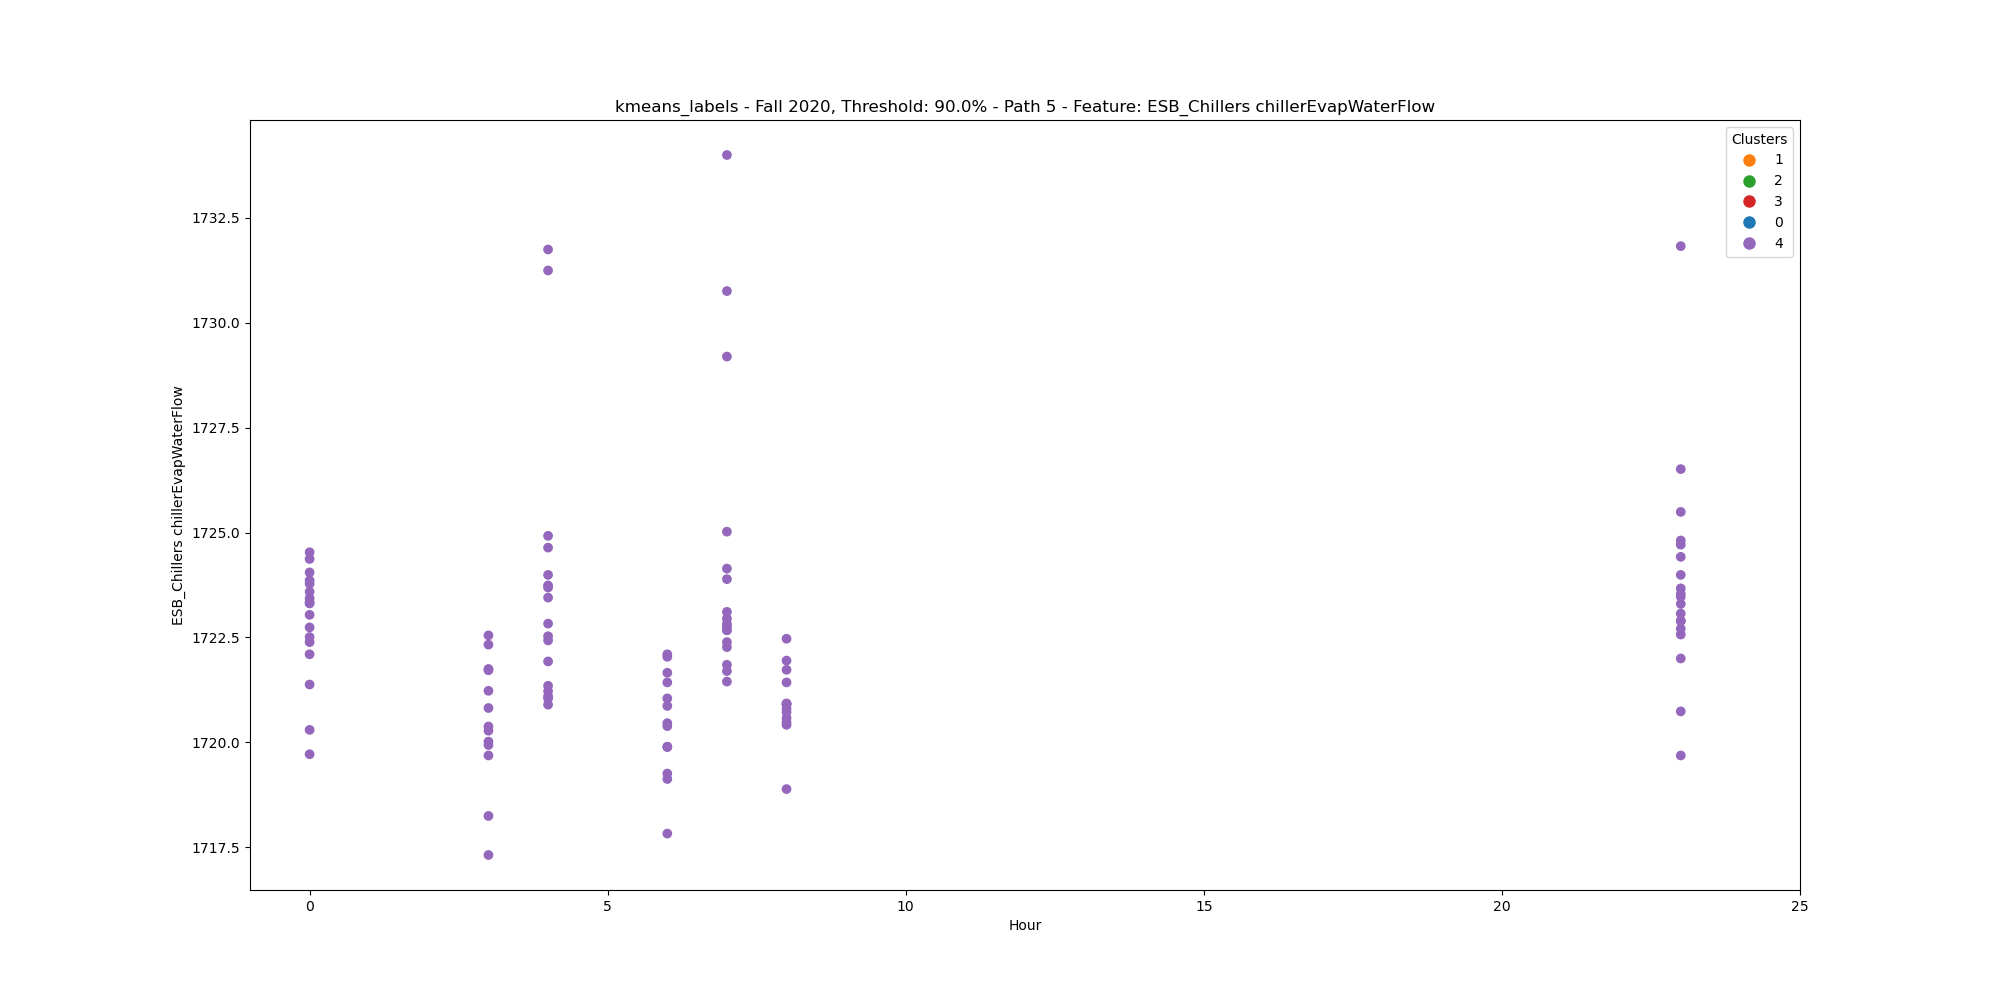 kmeans_labels - Fall 2020, Threshold: 90.0% - Path 5 - Feature: ESB_Chillers chillerEvapWaterFlow
Clusters
1
2
3
0
4
1732.5
1730.0
1727.5
1725.0
1722.5
1720.0
1717.5
ESB_Chillers chillerEvapWaterFlow
0 5 10 15 20 25
Hour